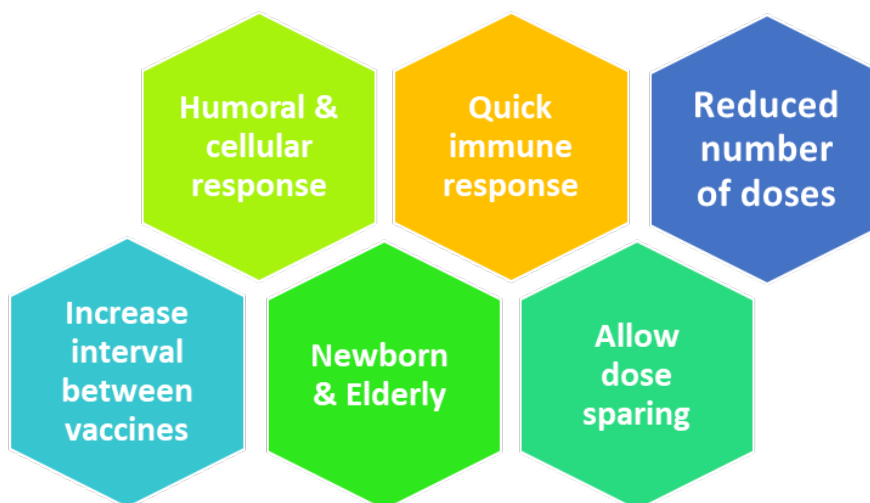 Humoral &
cellular
response
Quick
immune
response
Reduced
number
of doses
Increase
interval
between
vaccines
Newborn
& Elderly
Allow
dose
sparing